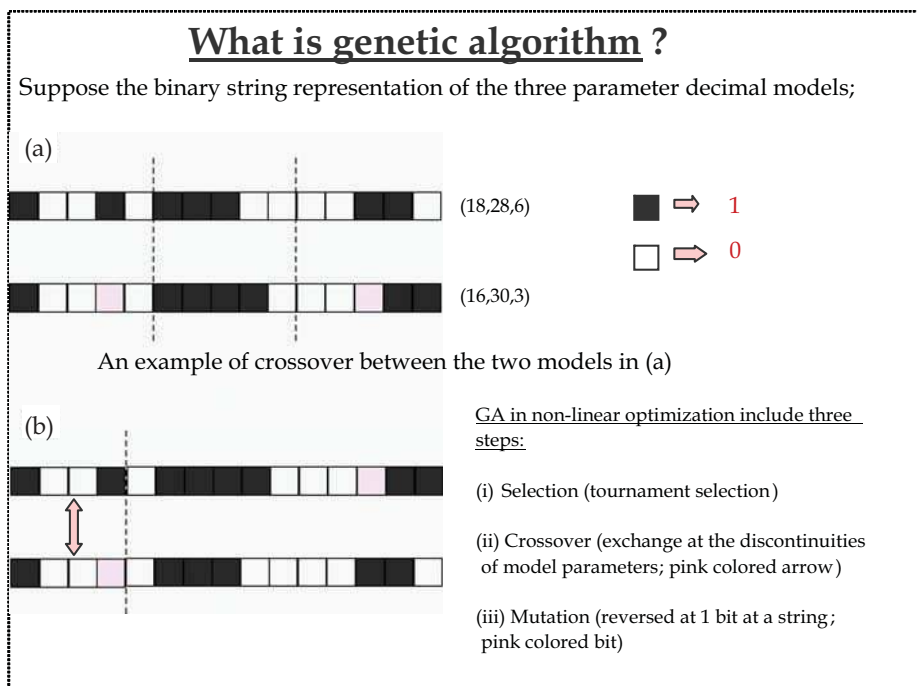 What is genetic algorithm ?
Suppose the binary string representation of the three parameter decimal models;
(a)
(18,28,6)
1
0
(16,30,3)
An example of crossover between the two models in (a)
(b)
GA in non-linear optimization include three
steps:
(i) Selection (tournament selection)
(ii) Crossover (exchange at the discontinuities
of model parameters; pink colored arrow)
(iii) Mutation (reversed at 1 bit at a string;
pink colored bit)